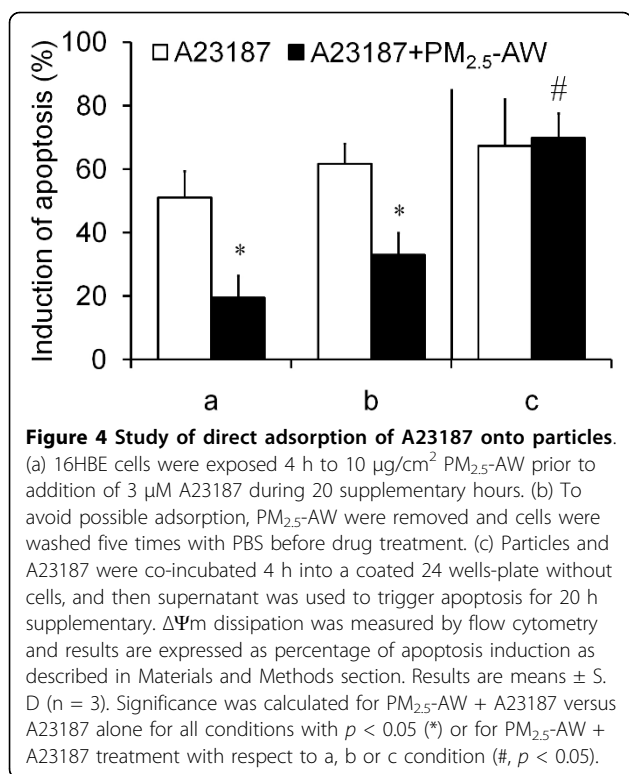 A23187 A23187+PM2.5-AW
Induction of apoptosis (%)
100
80
60
40
20
0
#
*
*
a b c
Figure 4 Study of direct adsorption of A23187 onto particles.
(a) 16HBE cells were exposed 4 h to 10 μg/cm² PM2.5-AW prior to
addition of 3 μM A23187 during 20 supplementary hours. (b) To
avoid possible adsorption, PM2.5-AW were removed and cells were
washed five times with PBS before drug treatment. (c) Particles and
A23187 were co-incubated 4 h into a coated 24 wells-plate without
cells, and then supernatant was used to trigger apoptosis for 20 h
supplementary. ΔΨm dissipation was measured by flow cytometry
and results are expressed as percentage of apoptosis induction as
described in Materials and Methods section. Results are means ± S.
D (n = 3). Significance was calculated for PM2.5-AW + A23187 versus
A23187 alone for all conditions with p < 0.05 (*) or for PM2.5-AW +
A23187 treatment with respect to a, b or c condition (#, p < 0.05).